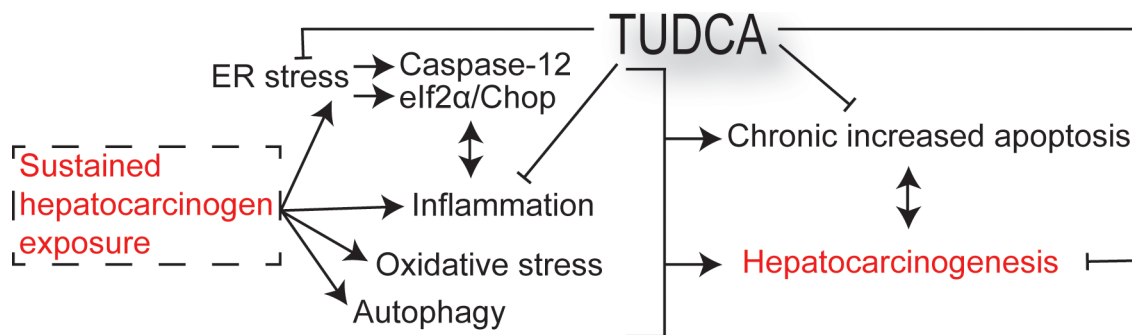 TUDCA
ER stress
Caspase-12
eIf2α/Chop
Sustained
hepatocarcinogen
exposure
Inflammation
Oxidative stress
Autophagy
Chronic increased apoptosis
Hepatocarcinogenesis